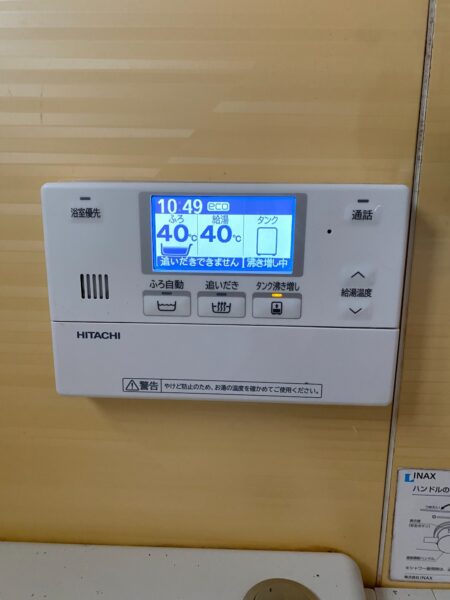 浴室優先
10:49 eco
ふろ 給湯 タンク
40℃ 40℃
追いだきできません 沸き増し中
通話
ふろ自動 追いだき タンク沸き増し
給湯温度
HITACHI
警告 やけど防止のため、お湯の温度を確かめてご使用ください。
INAX
ハンドルの